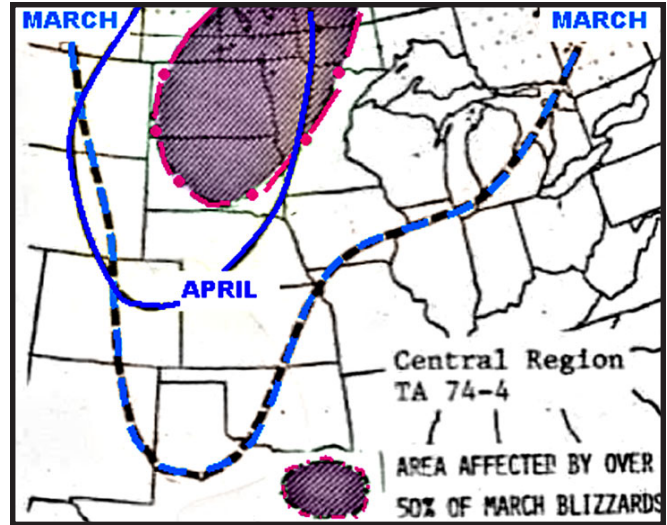 MARCH
MARCH
APRIL
Central Region
TA 74-4
AREA AFFECTED BY OVER
50% OF MARCH BLIZZARDS